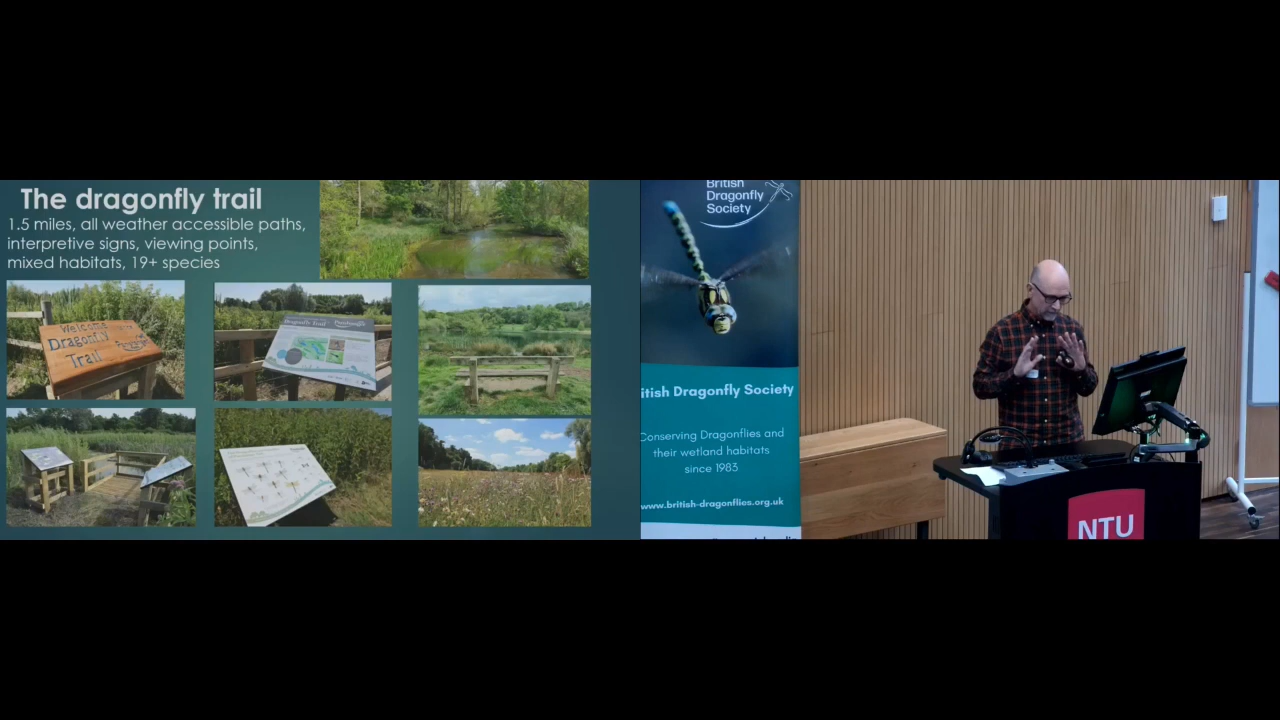 The dragonfly trail
1.5 miles, all weather accessible paths,
interpretive signs, viewing points,
mixed habitats, 19+ species
Welcome
Dragonfly
Trail
Dragonfly Trail
British
Dragonfly
Society
itish Dragonfly Society
Conserving Dragonflies and
their wetland habitats
since 1983
www.british-dragonflies.org.uk
NTU